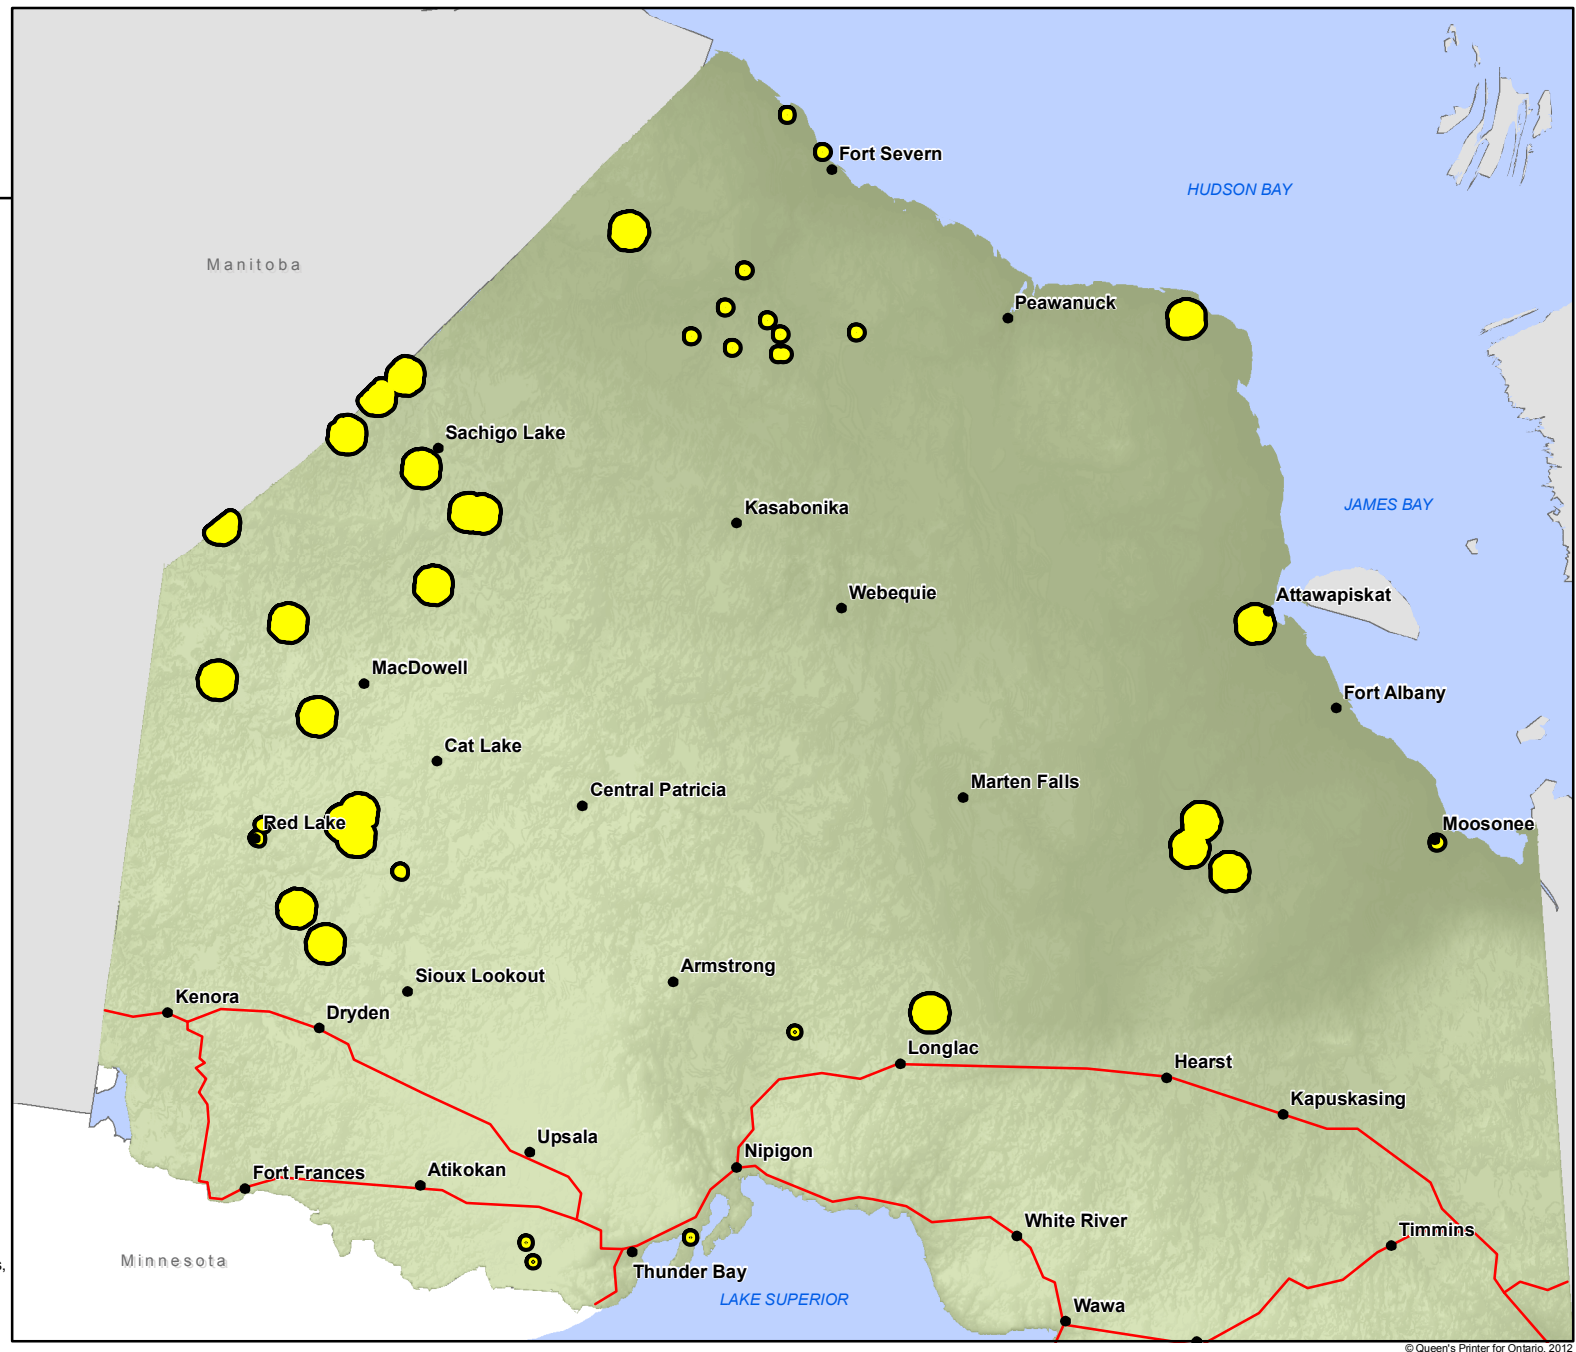 Fort Severn
HUDSON BAY
Manitoba
Peawanuck
Sachigo Lake
JAMES BAY
Kasabonika
Webequie
Attawapiskat
MacDowell
Fort Albany
Cat Lake
Marten Falls
Central Patricia
Red Lake
Moosonee
Armstrong
Sioux Lookout
Kenora
Dryden
Longlac
Hearst
Kapuskasing
Upsala
Nipigon
Atikokan
Fort Frances
White River
Timmins
Minnesota
Thunder Bay
LAKE SUPERIOR
Wawa
© Queen's Printer for Ontario, 2012